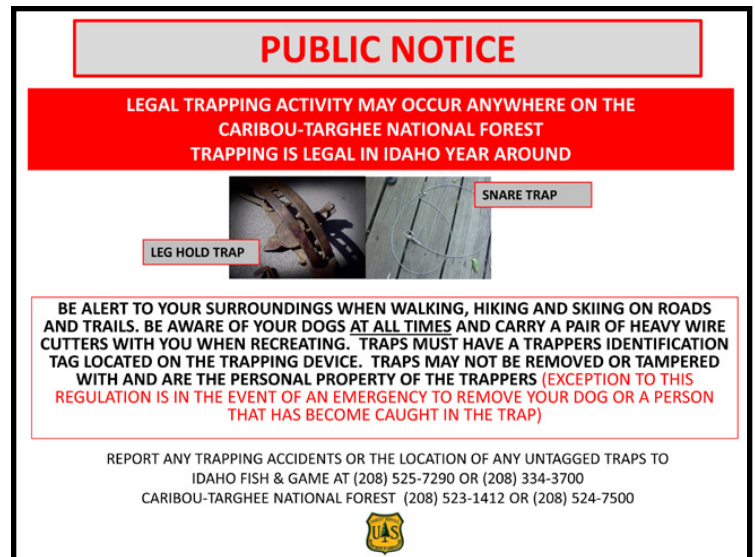 PUBLIC NOTICE
LEGAL TRAPPING ACTIVITY MAY OCCUR ANYWHERE ON THE
CARIBOU-TARGHEE NATIONAL FOREST
TRAPPING IS LEGAL IN IDAHO YEAR AROUND
SNARE TRAP
LEG HOLD TRAP
BE ALERT TO YOUR SURROUNDINGS WHEN WALKING, HIKING AND SKIING ON ROADS
AND TRAILS. BE AWARE OF YOUR DOGS AT ALL TIMES AND CARRY A PAIR OF HEAVY WIRE
CUTTERS WITH YOU WHEN RECREATING. TRAPS MUST HAVE A TRAPPERS IDENTIFICATION
TAG LOCATED ON THE TRAPPING DEVICE. TRAPS MAY NOT BE REMOVED OR TAMPERED
WITH AND ARE THE PERSONAL PROPERTY OF THE TRAPPERS (EXCEPTION TO THIS
REGULATION IS IN THE EVENT OF AN EMERGENCY TO REMOVE YOUR DOG OR A PERSON
THAT HAS BECOME CAUGHT IN THE TRAP)
REPORT ANY TRAPPING ACCIDENTS OR THE LOCATION OF ANY UNTAGGED TRAPS TO
IDAHO FISH & GAME AT (208) 525-7290 OR (208) 334-3700
CARIBOU-TARGHEE NATIONAL FOREST (208) 523-1412 OR (208) 524-7500
U S